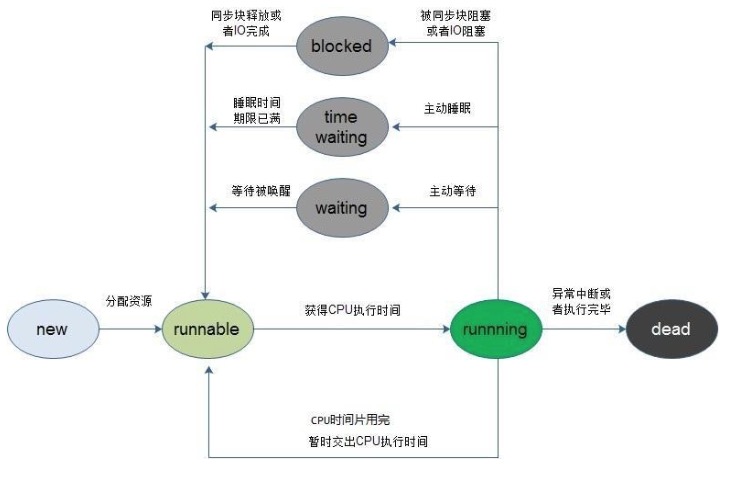 同步块释放或
者IO完成
blocked
被同步块阻塞
或者IO阻塞
睡眠时间
期限已满
time
waiting
主动睡眠
等待被唤醒
waiting
主动等待
new
分配资源
runnable
获得CPU执行时间
runnning
异常中断或
者执行完毕
dead
CPU时间片用完
暂时交出CPU执行时间